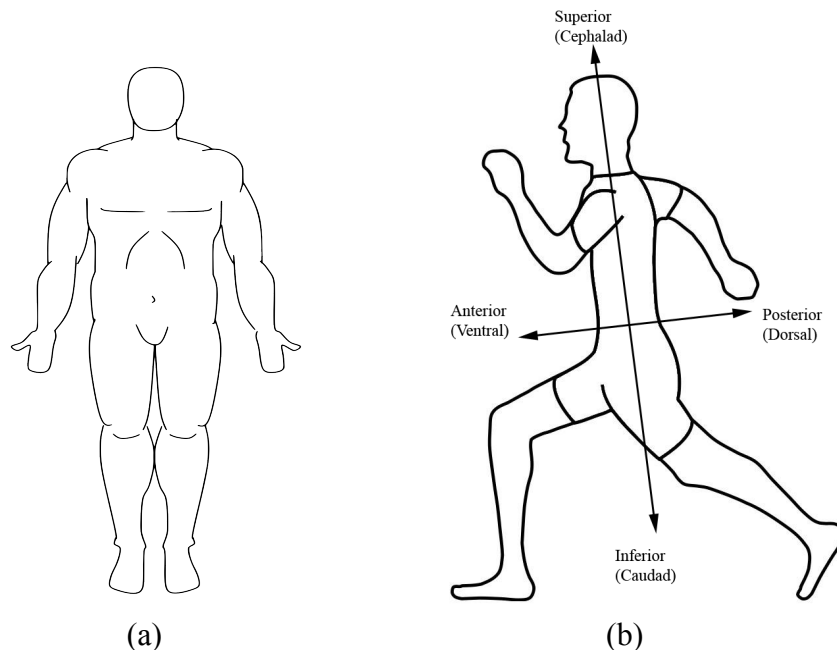 Superior
(Cephalad)
Anterior
(Ventral)
Posterior
(Dorsal)
Inferior
(Caudad)
(a)
(b)